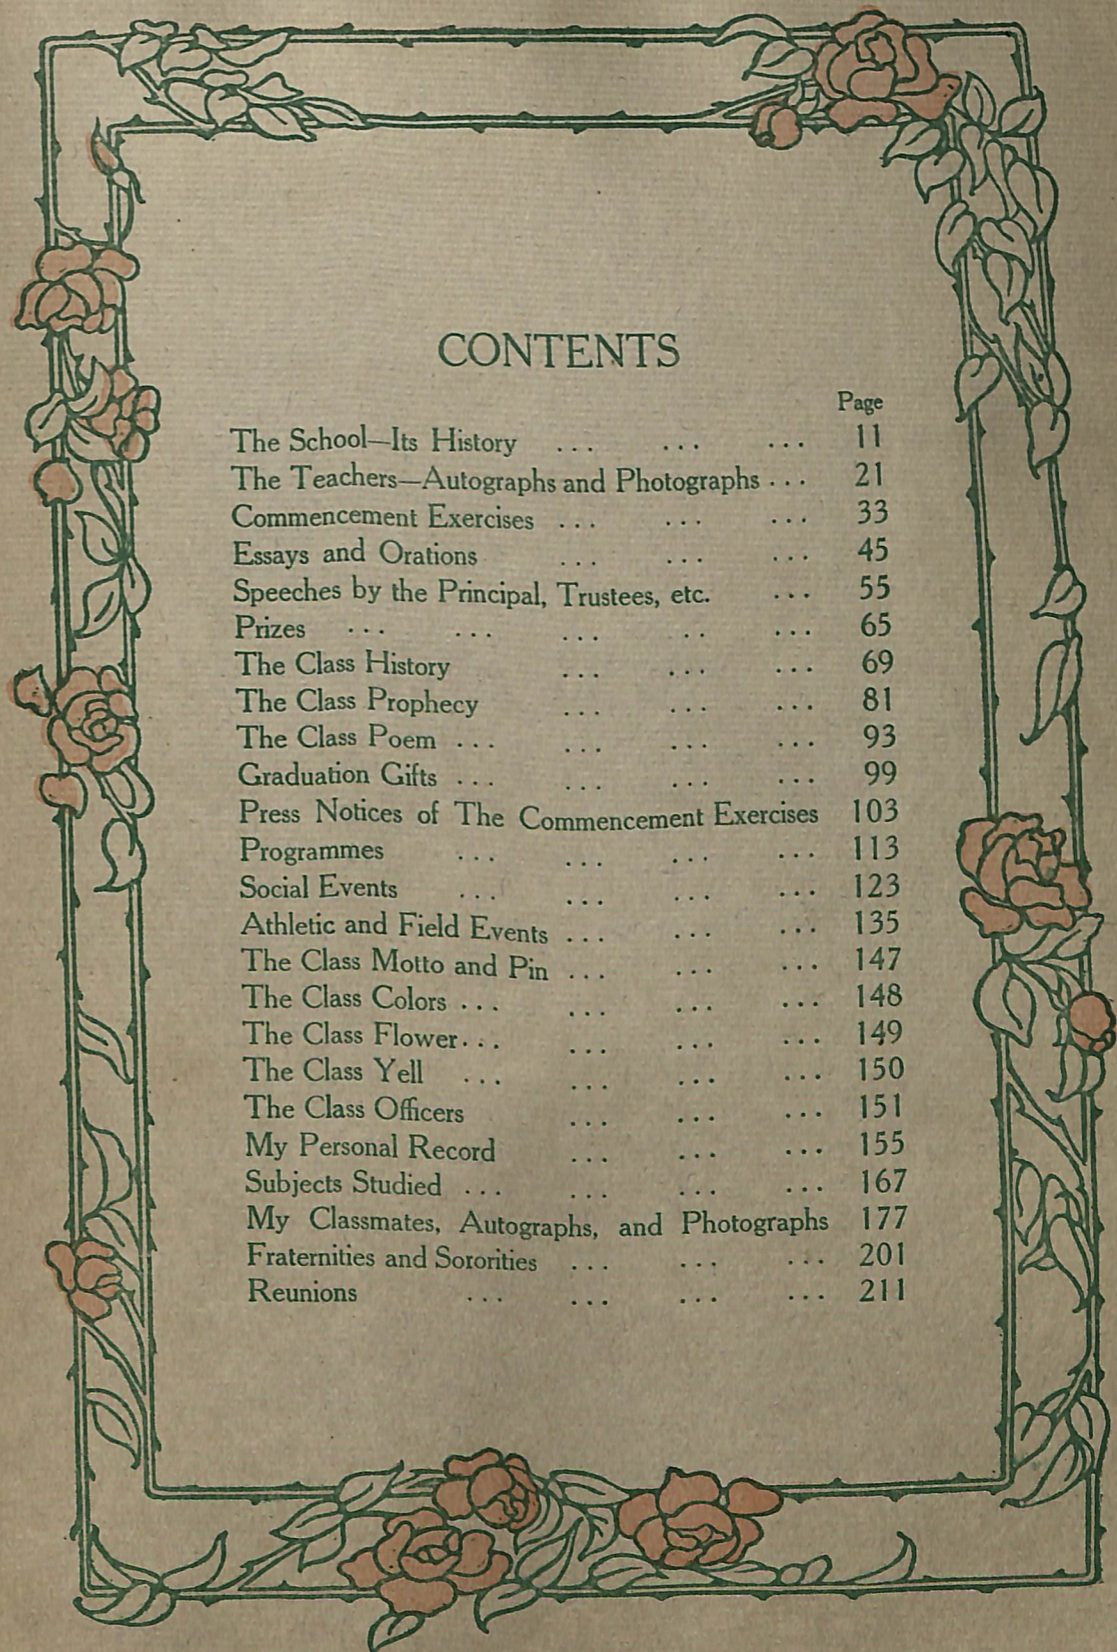 CONTENTS
Page
The School—Its History ... ... ... 11
The Teachers—Autographs and Photographs ... 21
Commencement Exercises ... ... ... 33
Essays and Orations ... ... ... 45
Speeches by the Principal, Trustees, etc. ... 55
Prizes ... ... ... .. ... 65
The Class History ... ... ... 69
The Class Prophecy ... ... ... 81
The Class Poem ... ... ... ... 93
Graduation Gifts ... ... ... ... 99
Press Notices of The Commencement Exercises 103
Programmes ... ... ... ... 113
Social Events ... ... ... ... 123
Athletic and Field Events ... ... ... 135
The Class Motto and Pin ... ... ... 147
The Class Colors ... ... ... ... 148
The Class Flower... ... ... ... 149
The Class Yell ... ... ... ... 150
The Class Officers ... ... ... 151
My Personal Record ... ... ... 155
Subjects Studied ... ... ... ... 167
My Classmates, Autographs, and Photographs 177
Fraternities and Sororities ... ... ... 201
Reunions ... ... ... ... 211